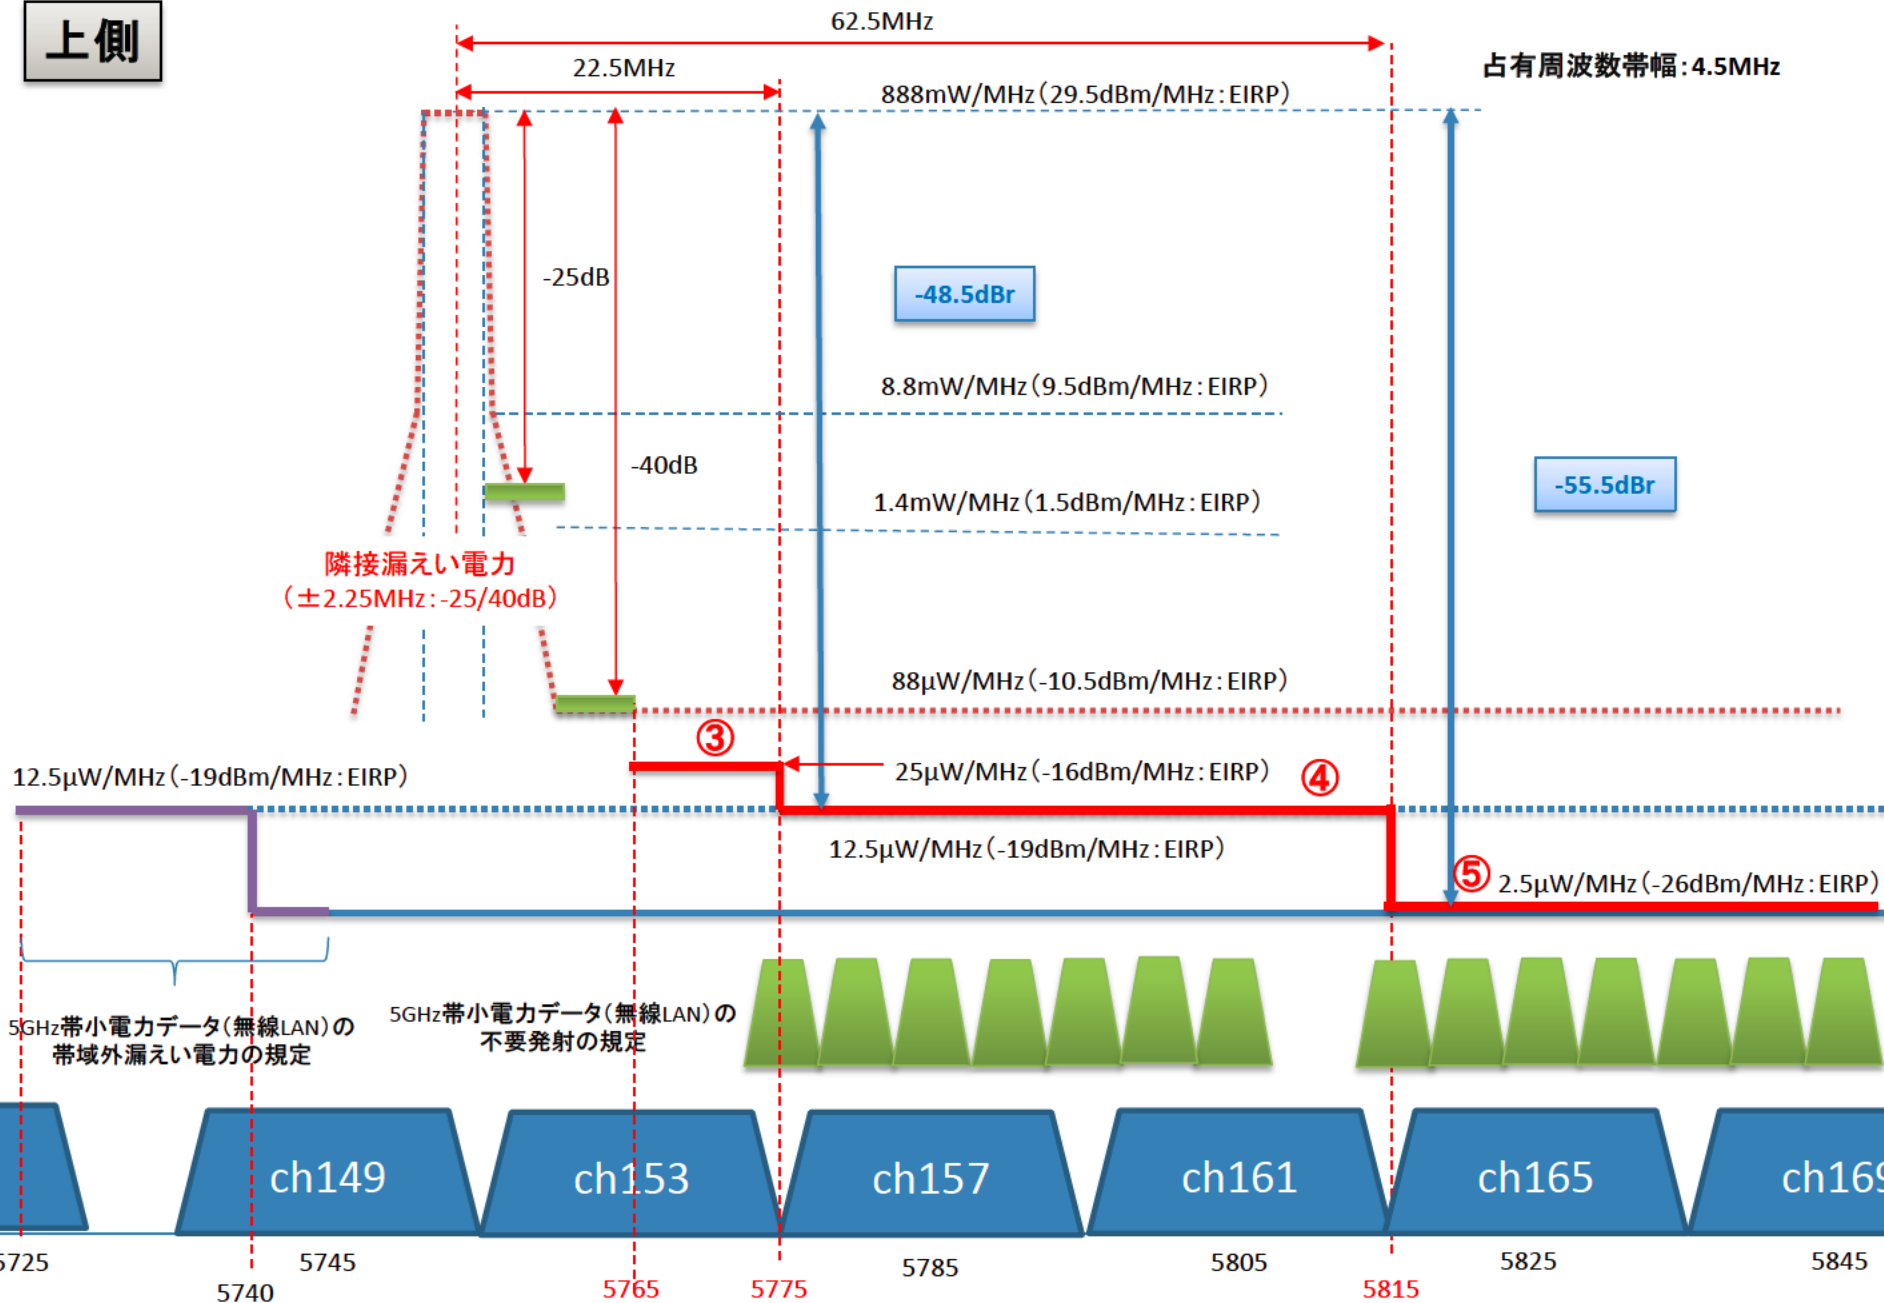 上側
62.5MHz
占有周波数帯幅：4.5MHz
22.5MHz
888mW/MHz（29.5dBm/MHz：EIRP）
-25dB
-48.5dBr
8.8mW/MHz（9.5dBm/MHz：EIRP）
-40dB
-55.5dBr
1.4mW/MHz（1.5dBm/MHz：EIRP）
隣接漏えい電力
（±2.25MHz：-25/40dB）
88μW/MHz（-10.5dBm/MHz：EIRP）
③
12.5μW/MHz（-19dBm/MHz：EIRP）
25μW/MHz（-16dBm/MHz：EIRP）
④
12.5μW/MHz（-19dBm/MHz：EIRP）
⑤
2.5μW/MHz（-26dBm/MHz：EIRP）
5GHz帯小電力データ（無線LAN）の
帯域外漏えい電力の規定
5GHz帯小電力データ（無線LAN）の
不要発射の規定
ch149
ch153
ch157
ch161
ch165
ch169
5725
5740
5745
5765
5775
5785
5805
5815
5825
5845